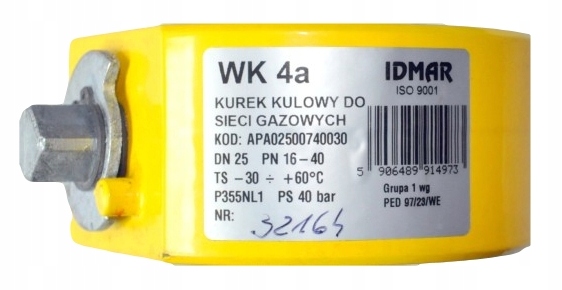 WK 4a
KUREK KULOWY DO
SIECI GAZOWYCH
KOD: APA02500740030
DN 25 PN 16-40
TS -30 ÷ +60°C
P355NL1 PS 40 bar
NR: 32164
IDMAR
ISO 9001
5 906489 914973
Grupa 1 wg
PED 97/23/WE